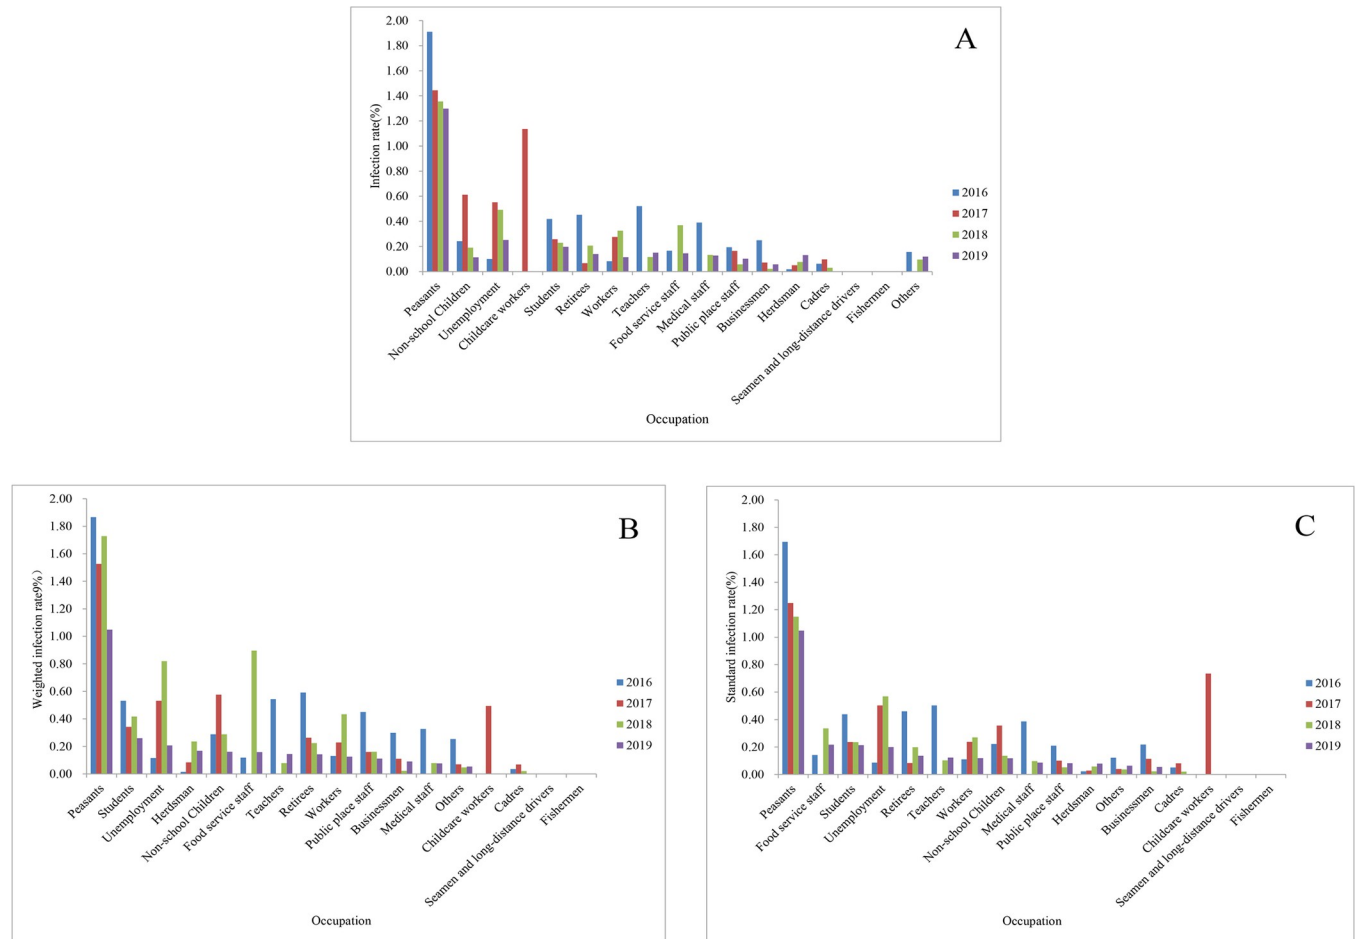 A
2.00
1.80
1.60
1.40
1.20
1.00
0.80
0.60
0.40
0.20
0.00
Infection rate(%)
Peasants
Non-school Children
Unemployment
Childcare workers
Students
Retirees
Workers
Teachers
Food service staff
Medical staff
Public place staff
Businessmen
Herdsman
Cadres
Seamen and long-distance drivers
Fishermen
Others
Occupation
2016
2017
2018
2019
B
2.00
1.80
1.60
1.40
1.20
1.00
0.80
0.60
0.40
0.20
0.00
Weighted infection rate9%）
Peasants
Students
Unemployment
Herdsman
Non-school Children
Food service staff
Teachers
Retirees
Workers
Public place staff
Businessmen
Medical staff
Others
Childcare workers
Cadres
Seamen and long-distance drivers
Fishermen
Occupation
2016
2017
2018
2019
C
2.00
1.80
1.60
1.40
1.20
1.00
0.80
0.60
0.40
0.20
0.00
Standard infection rate(%)
Peasants
Food service staff
Students
Unemployment
Retirees
Teachers
Workers
Non-school Children
Medical staff
Public place staff
Herdsman
Others
Businessmen
Cadres
Childcare workers
Seamen and long-distance drivers
Fishermen
Occupation
2016
2017
2018
2019